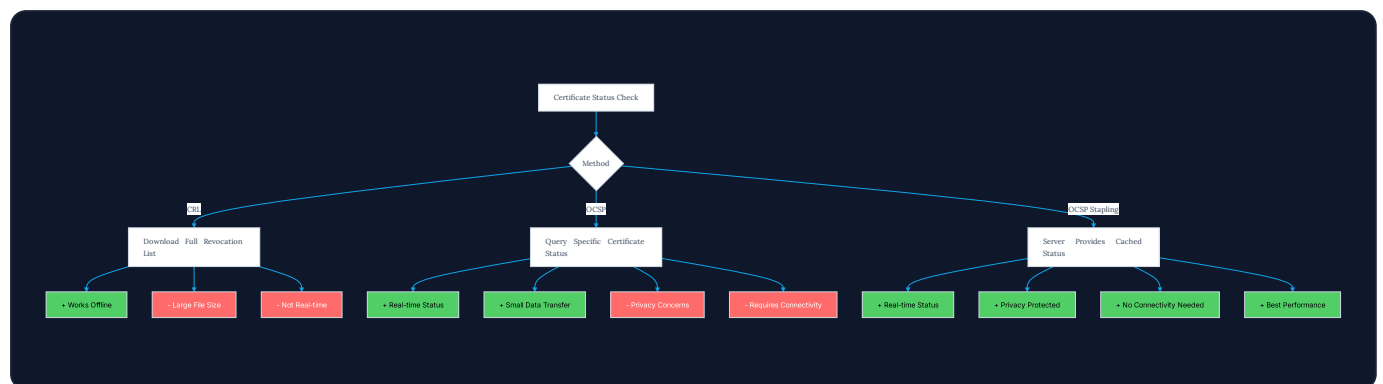 Certificate Status Check
Method
CRL
OCSP
OCSP Stapling
Download Full Revocation
List
Query Specific Certificate
Status
Server Provides Cached
Status
+ Works Offline
- Large File Size
- Not Real-time
+ Real-time Status
+ Small Data Transfer
- Privacy Concerns
- Requires Connectivity
+ Real-time Status
+ Privacy Protected
+ No Connectivity Needed
+ Best Performance